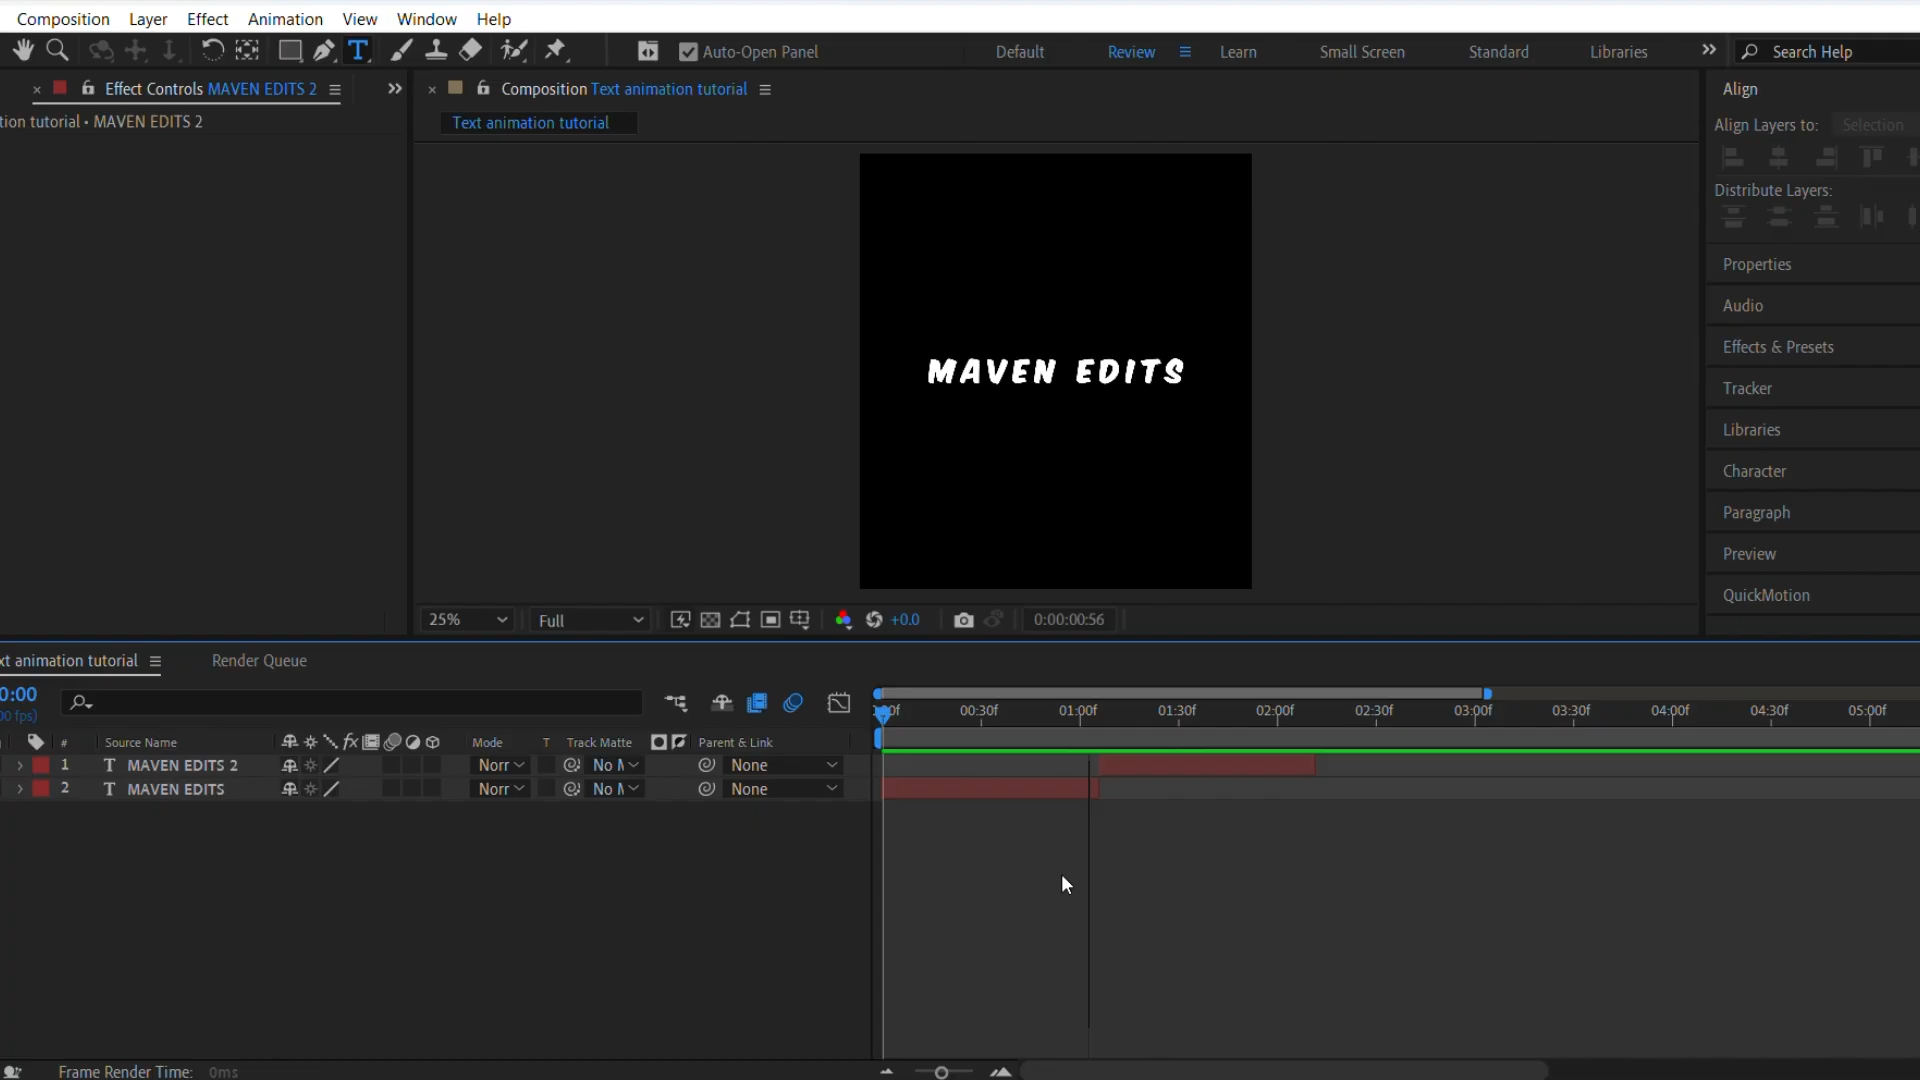 Composition Layer Effect Animation View Window Help
Auto-Open Panel Default Review Learn Small Screen Standard Libraries Search Help
Effect Controls MAVEN EDITS 2
Composition Text animation tutorial
Align
tion tutorial • MAVEN EDITS 2
Text animation tutorial
Align Layers to: Selection
Distribute Layers:
Properties
Audio
Effects & Presets
Tracker
Libraries
Character
Paragraph
Preview
QuickMotion
MAVEN EDITS
25% Full +0.0 0:00:00:56
xt animation tutorial Render Queue
0:00
00 fps)
00f 00:30f 01:00f 01:30f 02:00f 02:30f 03:00f 03:30f 04:00f 04:30f 05:00f
# Source Name fx Mode T Track Matte Parent & Link
1 T MAVEN EDITS 2 Norr No M None
2 T MAVEN EDITS Norr No M None
Frame Render Time: 0ms